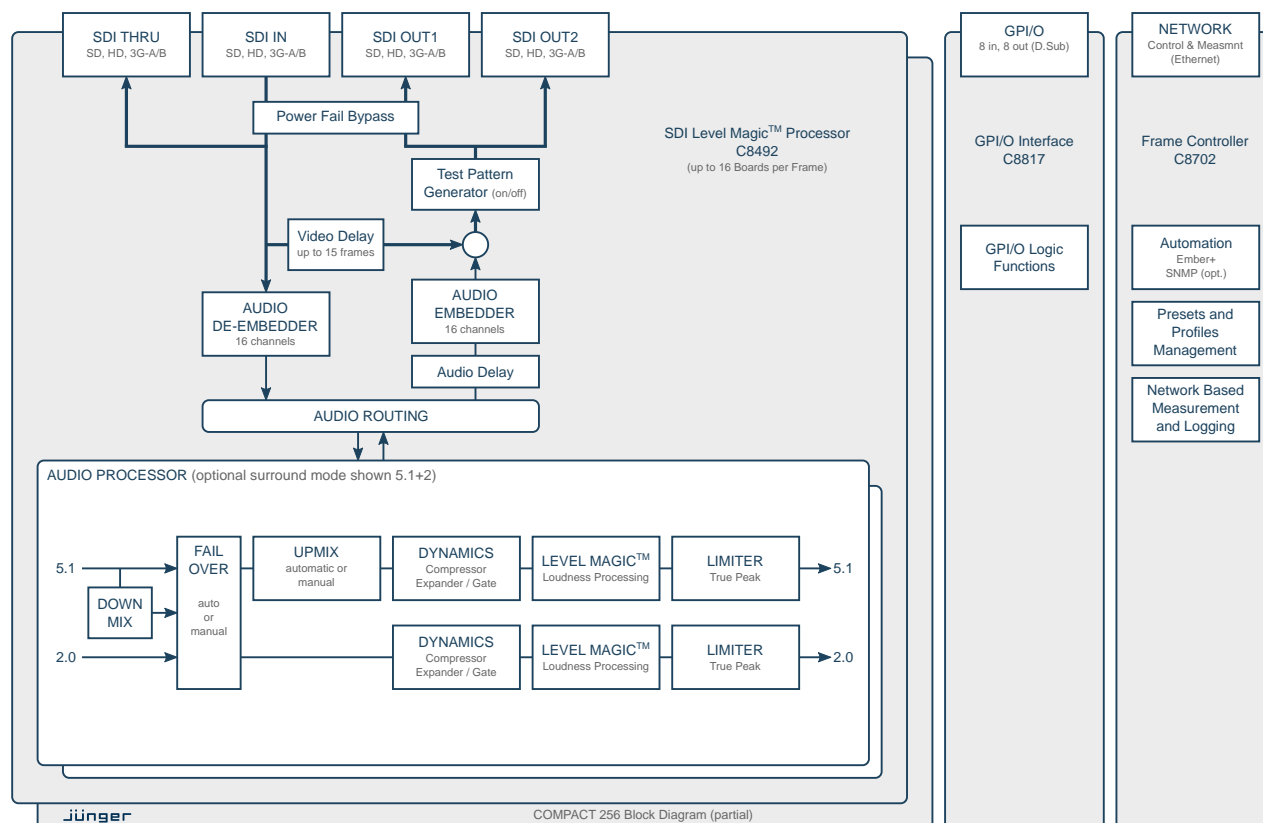 SDI THRU
SD, HD, 3G-A/B
SDI IN
SD, HD, 3G-A/B
SDI OUT1
SD, HD, 3G-A/B
SDI OUT2
SD, HD, 3G-A/B
GPI/O
8 in, 8 out (D.Sub)
NETWORK
Control & Measmnt
(Ethernet)
Power Fail Bypass
SDI Level Magic™ Processor
C8492
(up to 16 Boards per Frame)
GPI/O Interface
C8817
Frame Controller
C8702
Test Pattern
Generator (on/off)
Video Delay
up to 15 frames
GPI/O Logic
Functions
Automation
Ember+
SNMP (opt.)
AUDIO
DE-EMBEDDER
16 channels
AUDIO
EMBEDDER
16 channels
Presets and
Profiles
Management
Audio Delay
Network Based
Measurement
and Logging
AUDIO ROUTING
AUDIO PROCESSOR (optional surround mode shown 5.1+2)
5.1
DOWN
MIX
2.0
FAIL
OVER
auto
or
manual
UPMIX
automatic or
manual
DYNAMICS
Compressor
Expander / Gate
LEVEL MAGIC™
Loudness Processing
LIMITER
True Peak
5.1
DYNAMICS
Compressor
Expander / Gate
LEVEL MAGIC™
Loudness Processing
LIMITER
True Peak
2.0
jünger
COMPACT 256 Block Diagram (partial)